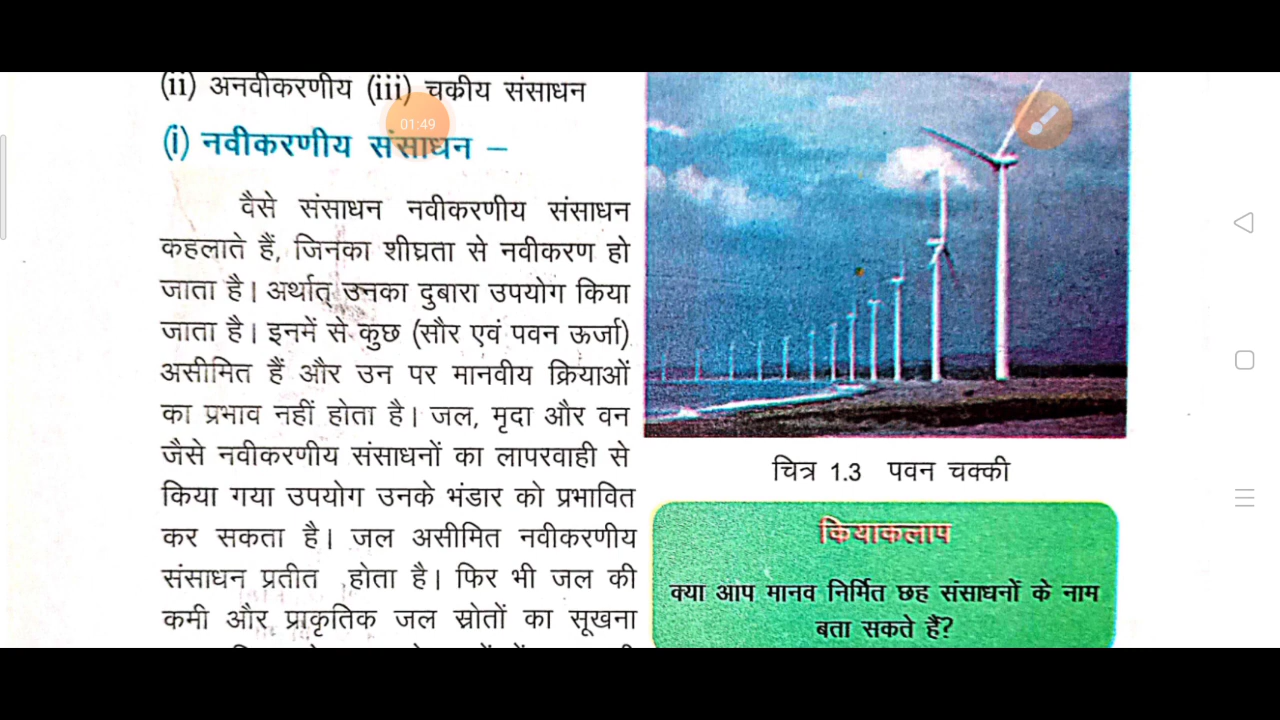 (ii) अनवीकरणीय (iii) चकीय संसाधन
01:49
(i) नवीकरणीय संसाधन –
वैसे संसाधन नवीकरणीय संसाधन
कहलाते हैं, जिनका शीघ्रता से नवीकरण हो
जाता है। अर्थात् उनका दुबारा उपयोग किया
जाता है। इनमें से कुछ (सौर एवं पवन ऊर्जा)
असीमित हैं और उन पर मानवीय क्रियाओं
का प्रभाव नहीं होता है। जल, मृदा और वन
जैसे नवीकरणीय संसाधनों का लापरवाही से
किया गया उपयोग उनके भंडार को प्रभावित
कर सकता है। जल असीमित नवीकरणीय
संसाधन प्रतीत होता है। फिर भी जल की
कमी और प्राकृतिक जल स्रोतों का सूखना
चित्र 1.3 पवन चक्की
कियाकलाप
क्या आप मानव निर्मित छह संसाधनों के नाम
बता सकते हैं?